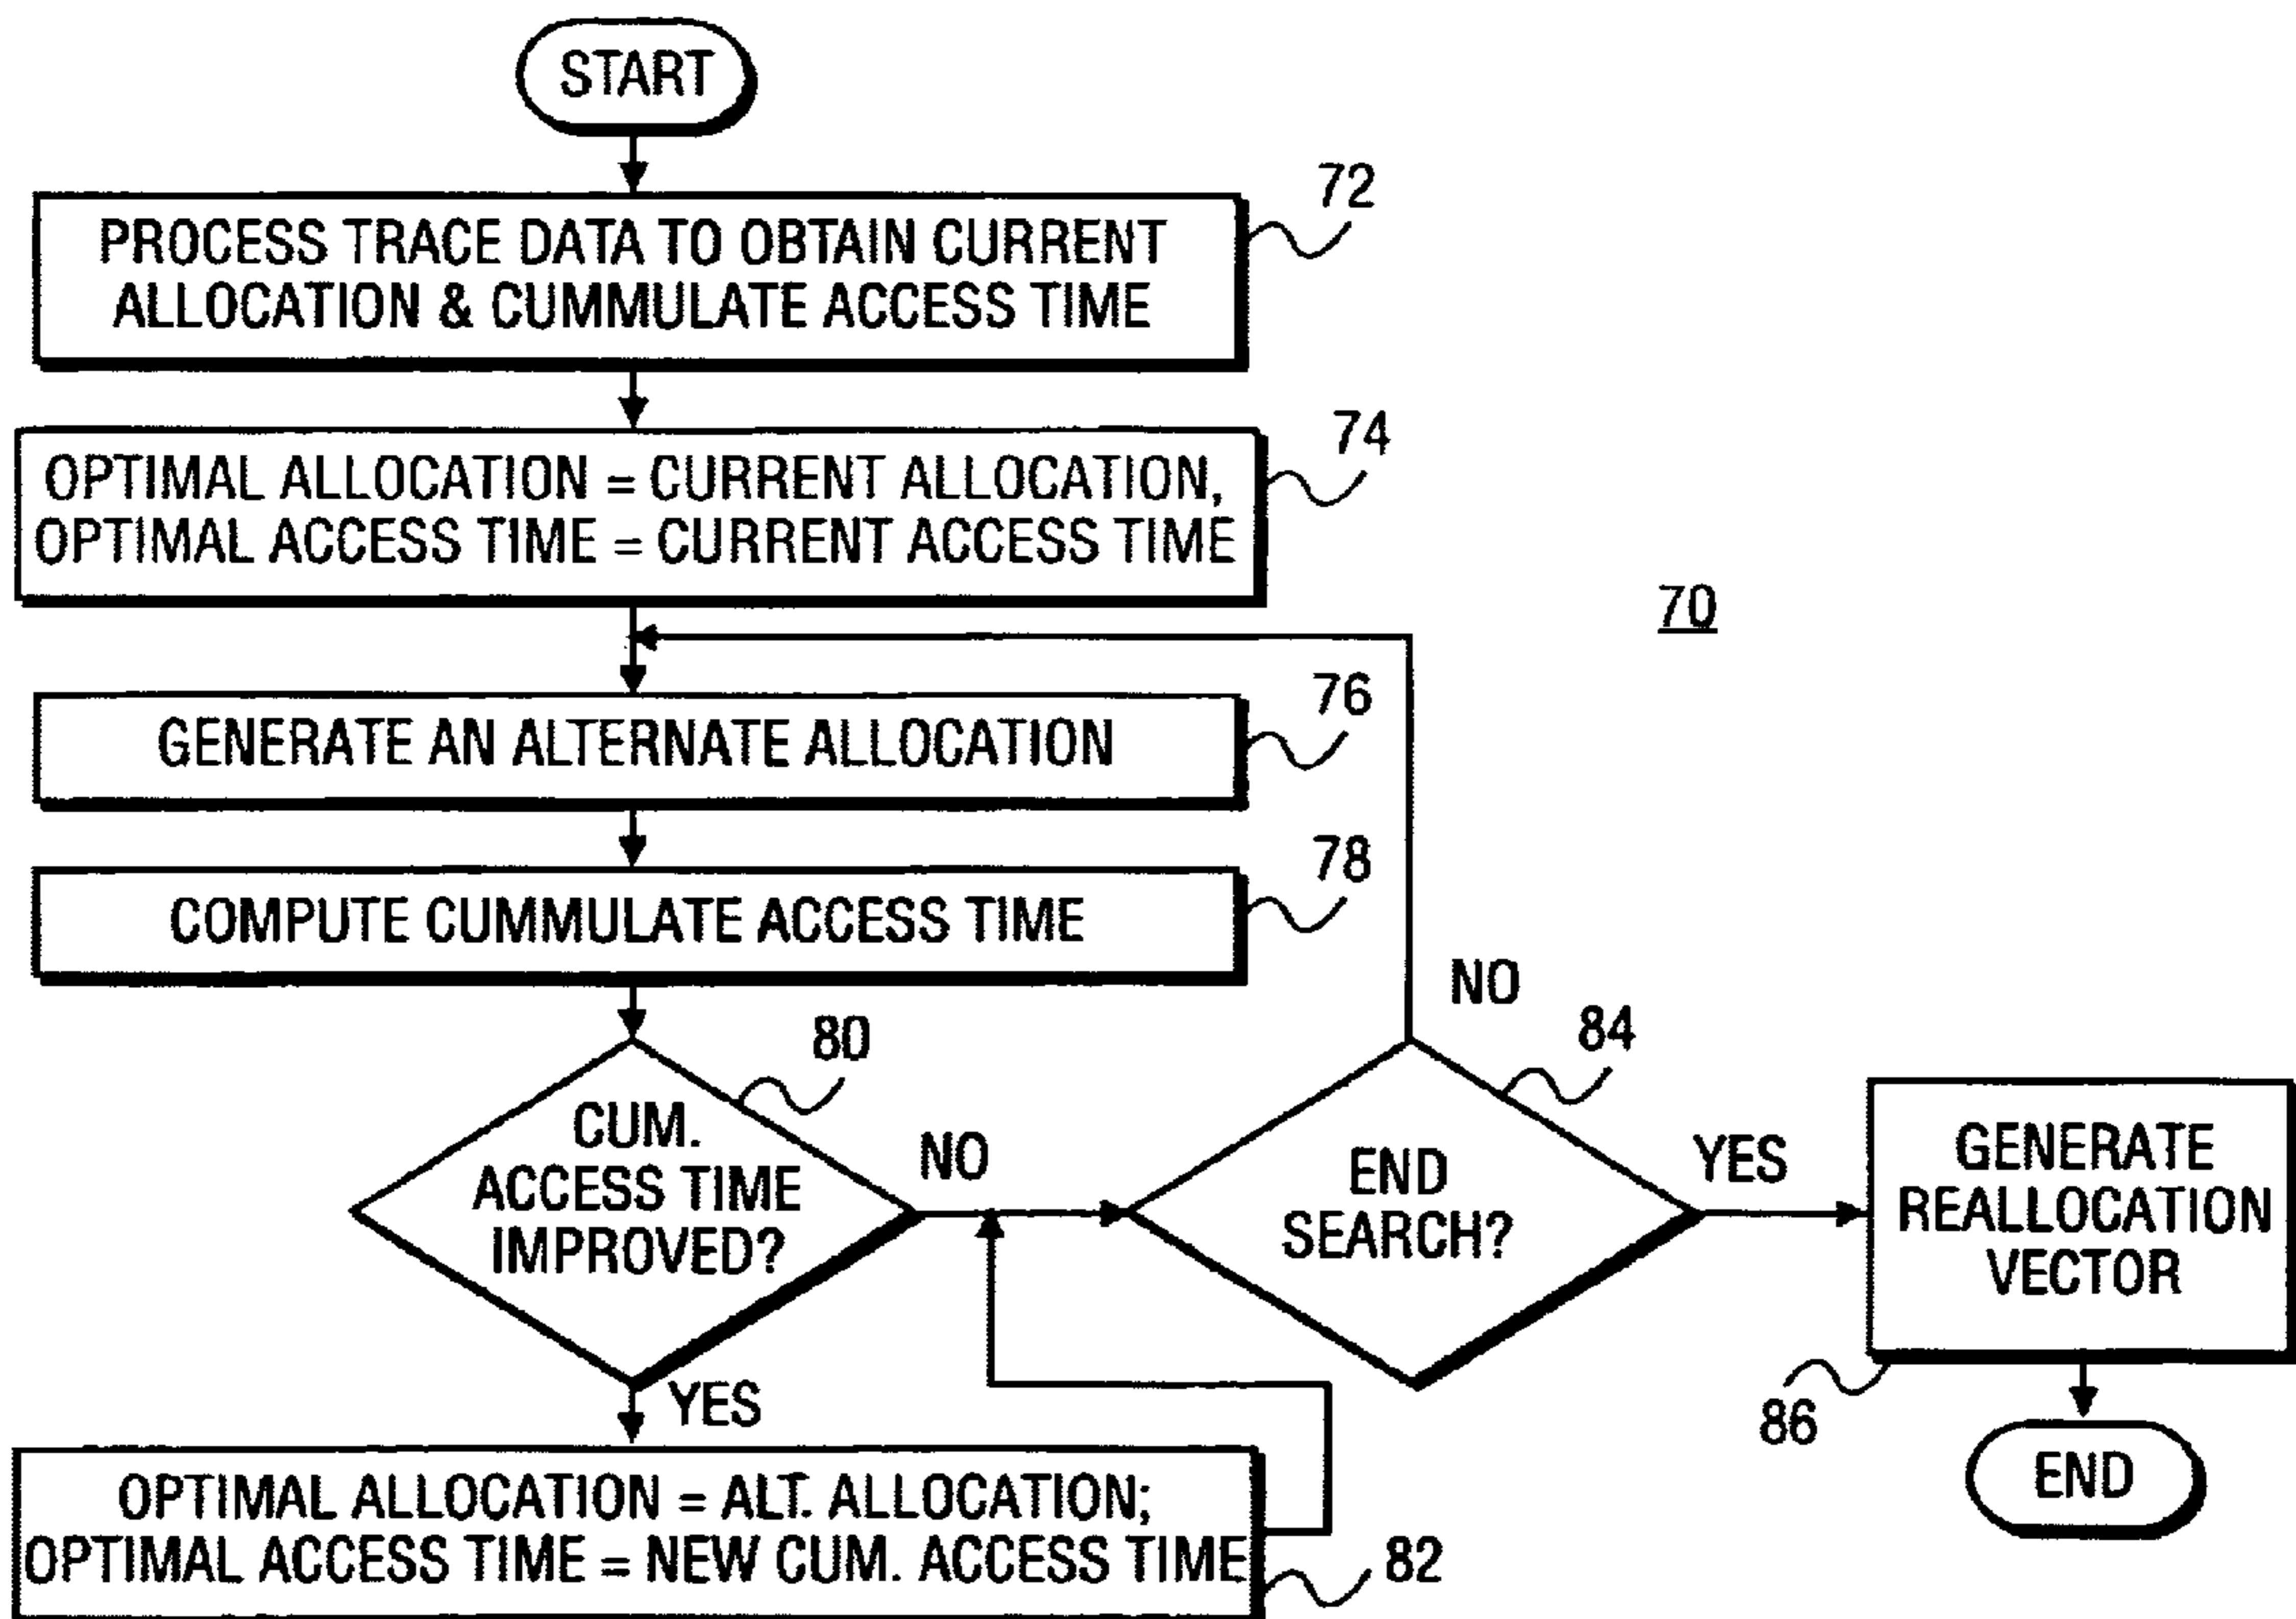 START
72
PROCESS TRACE DATA TO OBTAIN CURRENT
ALLOCATION & CUMMULATE ACCESS TIME
74
OPTIMAL ALLOCATION = CURRENT ALLOCATION,
OPTIMAL ACCESS TIME = CURRENT ACCESS TIME
70
76
GENERATE AN ALTERNATE ALLOCATION
78
COMPUTE CUMMULATE ACCESS TIME
NO
80
84
CUM.
ACCESS TIME
IMPROVED?
NO
END
SEARCH?
YES
GENERATE
REALLOCATION
VECTOR
YES
86
END
OPTIMAL ALLOCATION = ALT. ALLOCATION;
OPTIMAL ACCESS TIME = NEW CUM. ACCESS TIME
82